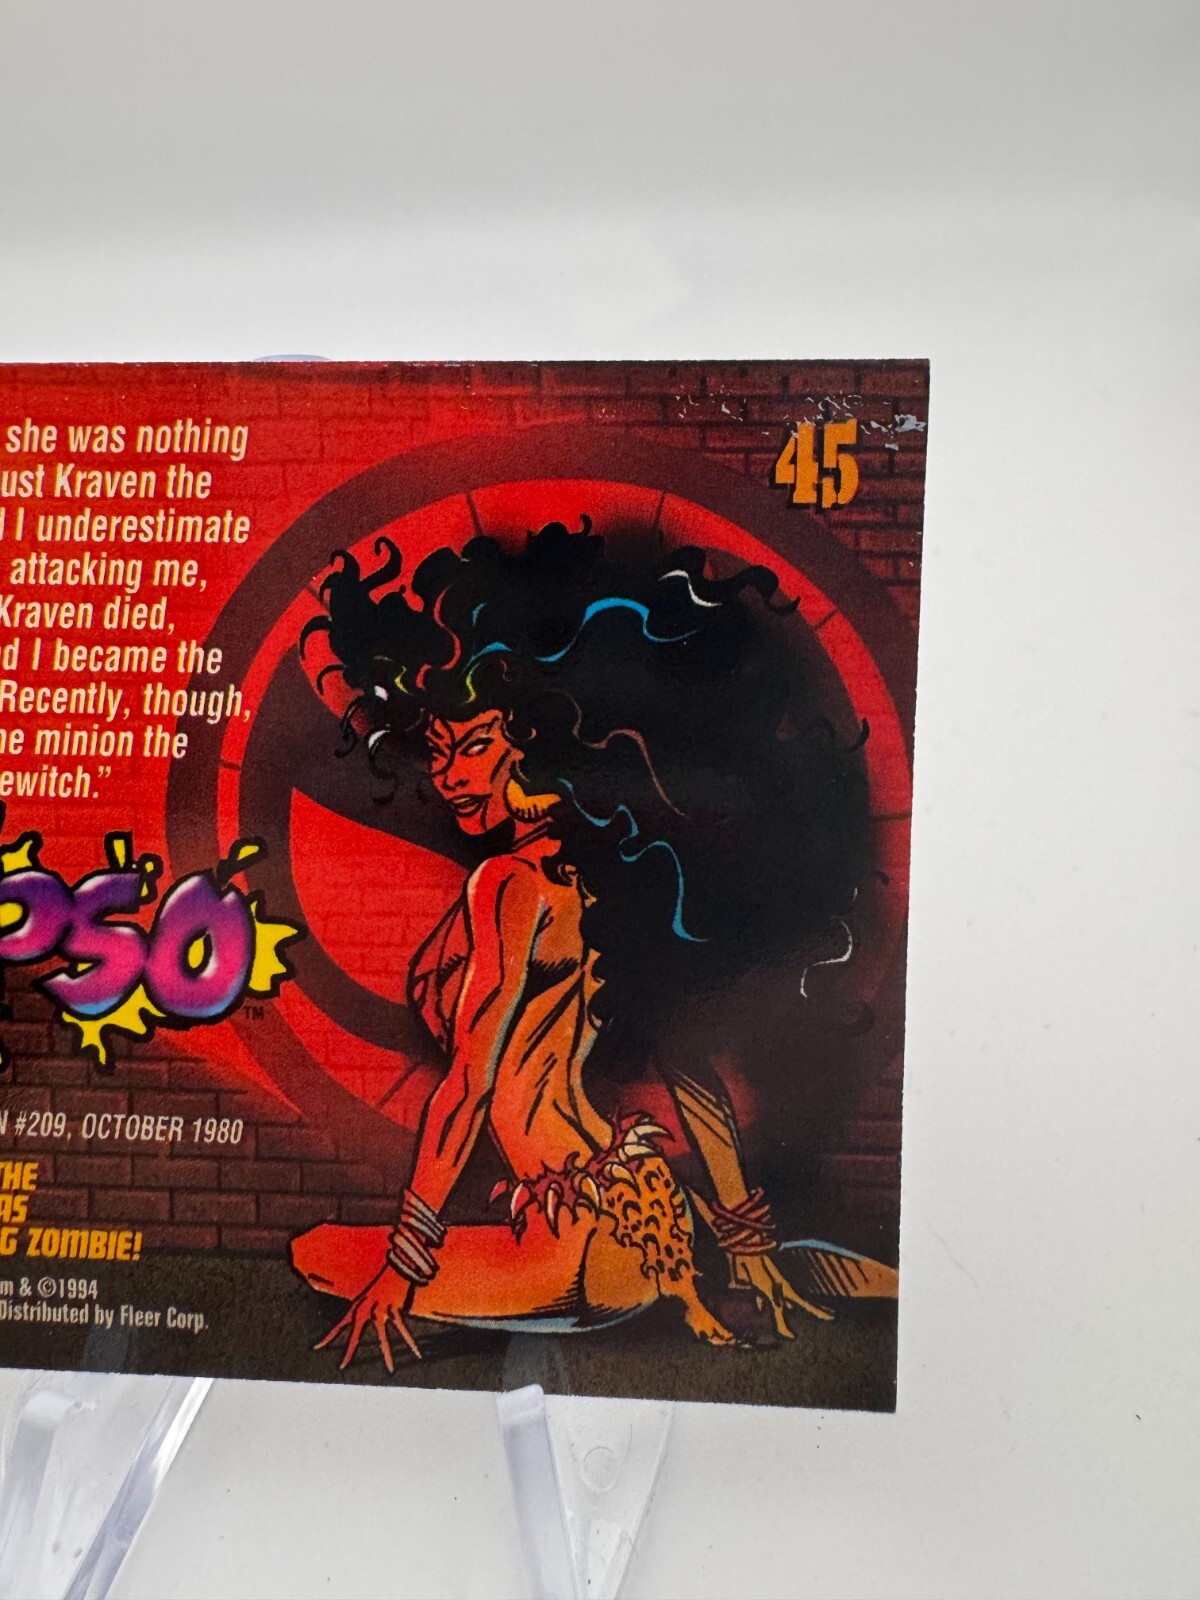 45
she was nothing
ust Kraven the
d I underestimate
attacking me,
Kraven died,
nd I became the
Recently, though,
he minion the
ewitch."
PSO
TM
N #209, OCTOBER 1980
THE
AS
G ZOMBIE!
m & ©1994
Distributed by Fleer Corp.